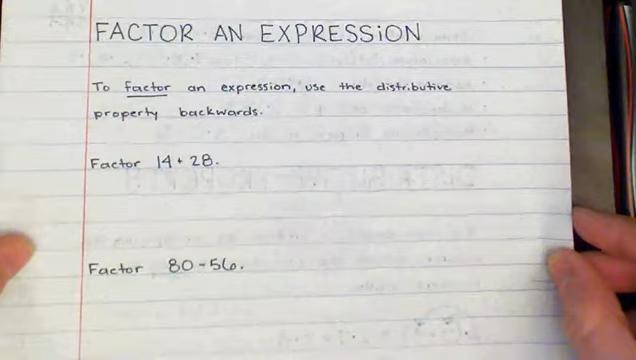 FACTOR AN EXPRESSION
To factor an expression, use the distributive
property backwards.
Factor 14 + 28.
Factor 80 - 56.